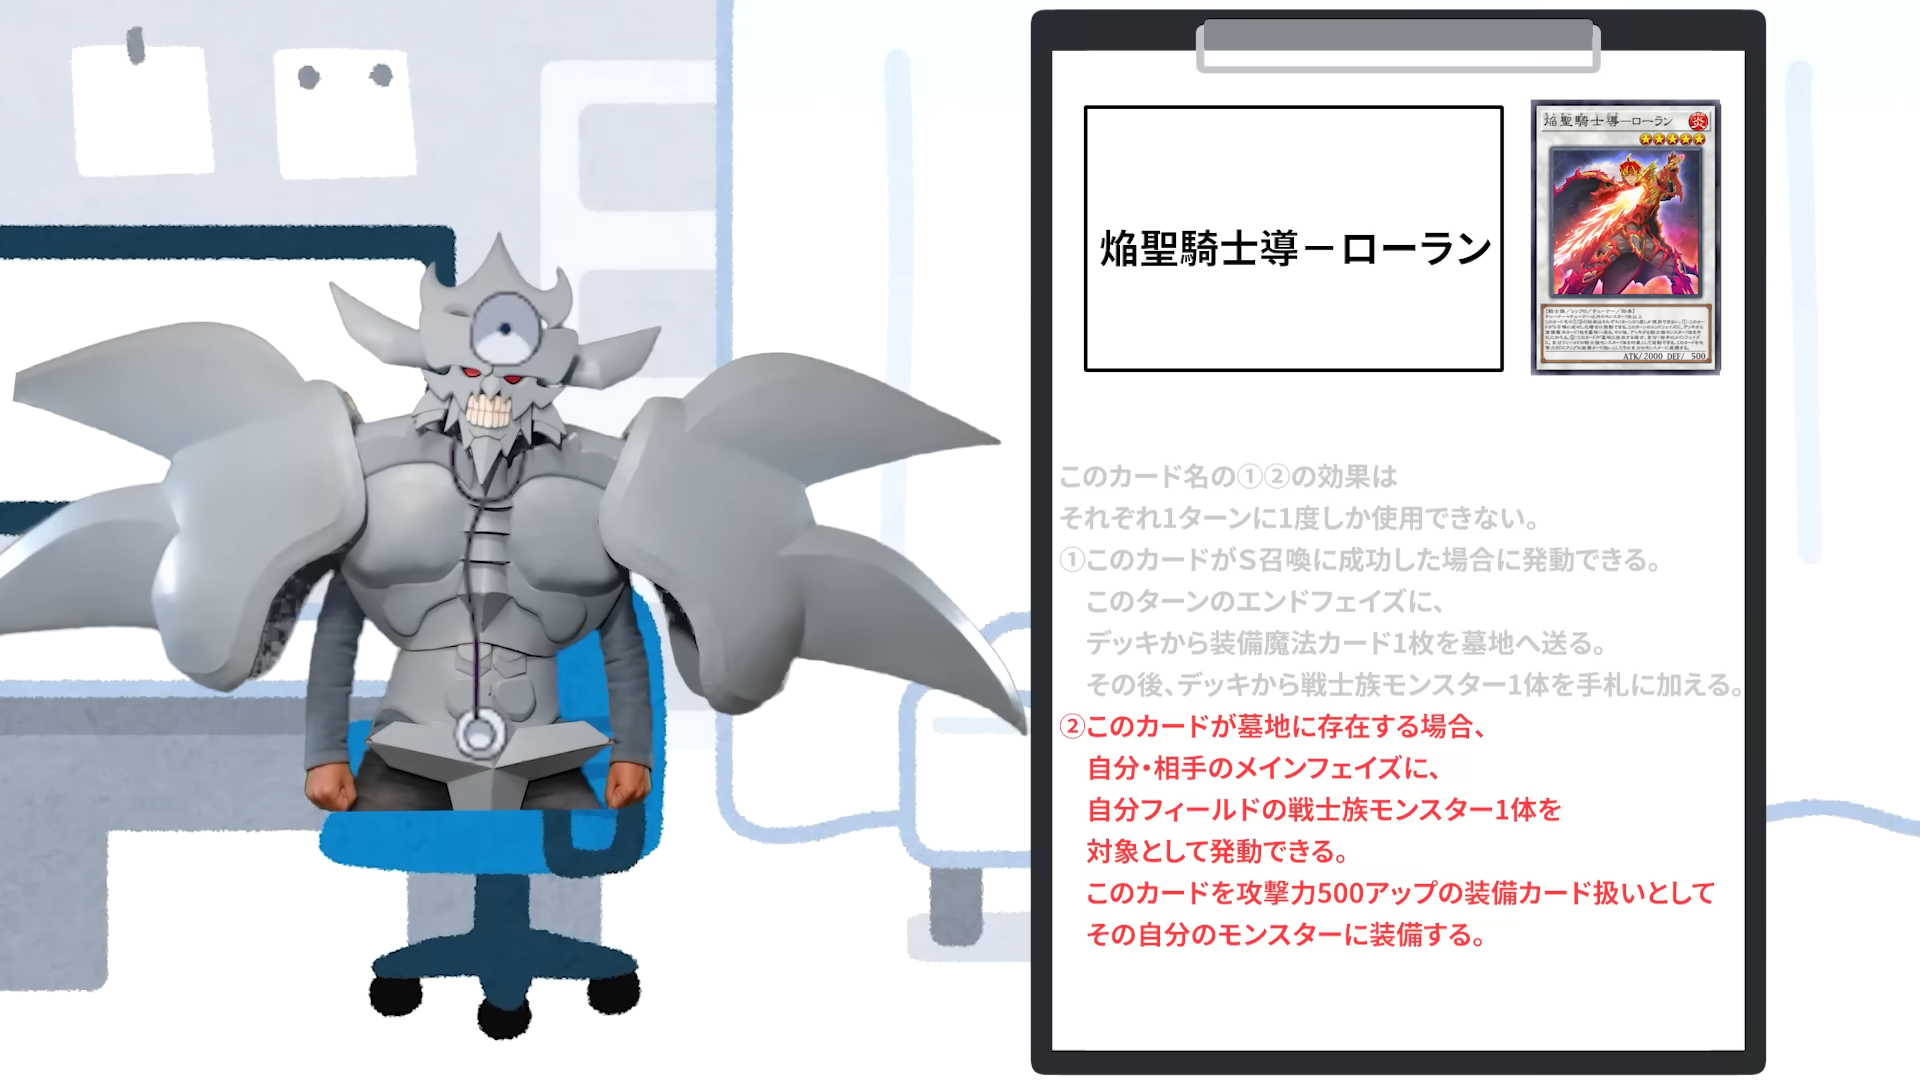 焔聖騎士導－ローラン
焔聖騎士導－ローラン
炎
ATK/2000 DEF/ 500
このカード名の①②の効果は
それぞれ1ターンに1度しか使用できない。
①このカードがS召喚に成功した場合に発動できる。
このターンのエンドフェイズに、
デッキから装備魔法カード1枚を墓地へ送る。
その後、デッキから戦士族モンスター1体を手札に加える。
②このカードが墓地に存在する場合、
自分・相手のメインフェイズに、
自分フィールドの戦士族モンスター1体を
対象として発動できる。
このカードを攻撃力500アップの装備カード扱いとして
その自分のモンスターに装備する。